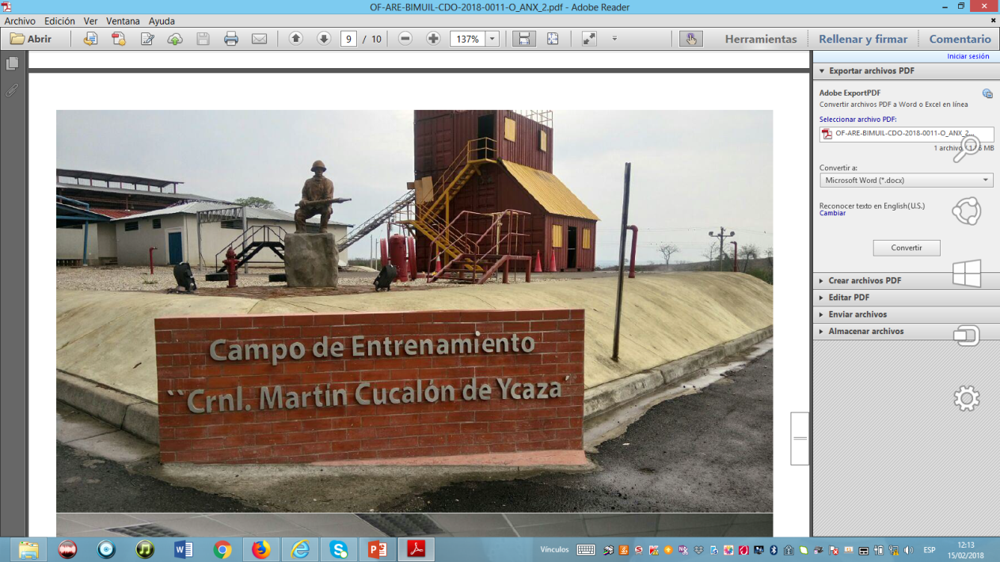 OF-ARE-BIMUIL-CDO-2018-0011-O_ANX_2.pdf - Adobe Reader
Archivo Edición Ver Ventana Ayuda
Abrir 9 / 10 137% Herramientas Rellenar y firmar Comentario
Iniciar sesión
Exportar archivos PDF
Adobe ExportPDF
Convertir archivos PDF a Word o Excel en línea
Seleccionar archivo PDF:
OF-ARE-BIMUIL-CDO-2018-0011-O_ANX_2...
1 archivo / MB
Convertir a:
Microsoft Word (*.docx)
Reconocer texto en English(U.S.)
Cambiar
Convertir
Crear archivos PDF
Editar PDF
Enviar archivos
Almacenar archivos
Campo de Entrenamiento
``Crnl. Martin Cucalón de Ycaza´
Vínculos ESP
12:13
15/02/2018